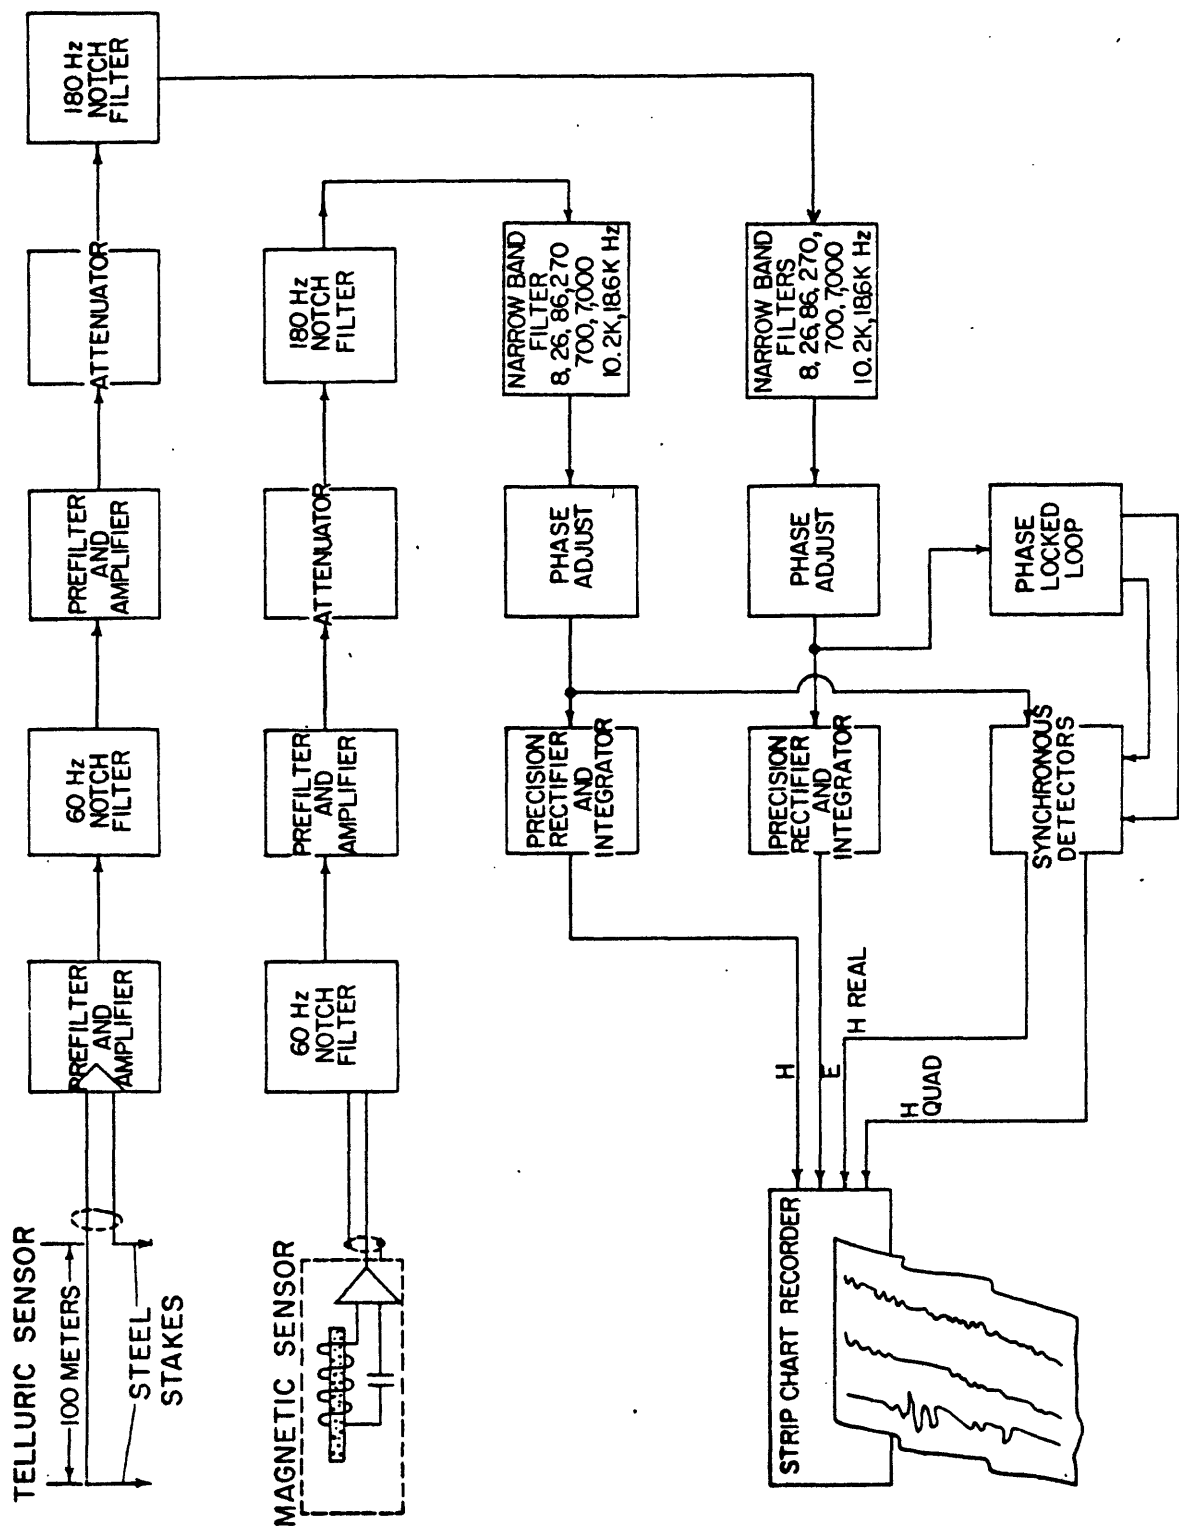 TELLURIC SENSOR
100 METERS
STEEL
STAKES
PREFILTER
AND
AMPLIFIER
60 Hz
NOTCH
FILTER
PREFILTER
AND
AMPLIFIER
ATTENUATOR
180 Hz
NOTCH
FILTER
MAGNETIC SENSOR
60 Hz
NOTCH
FILTER
PREFILTER
AND
AMPLIFIER
ATTENUATOR
180 Hz
NOTCH
FILTER
PRECISION
RECTIFIER
AND
INTEGRATOR
PHASE
ADJUST
NARROW BAND
FILTER
8, 26, 86, 270
700, 7,000
10.2K, 18.6K Hz
STRIP CHART RECORDER
H
E
H REAL
H
QUAD
PRECISION
RECTIFIER
AND
INTEGRATOR
PHASE
ADJUST
NARROW BAND
FILTERS
8, 26, 86, 270,
700, 7,000
10.2K, 18.6K Hz
SYNCHRONOUS
DETECTORS
PHASE
LOCKED
LOOP